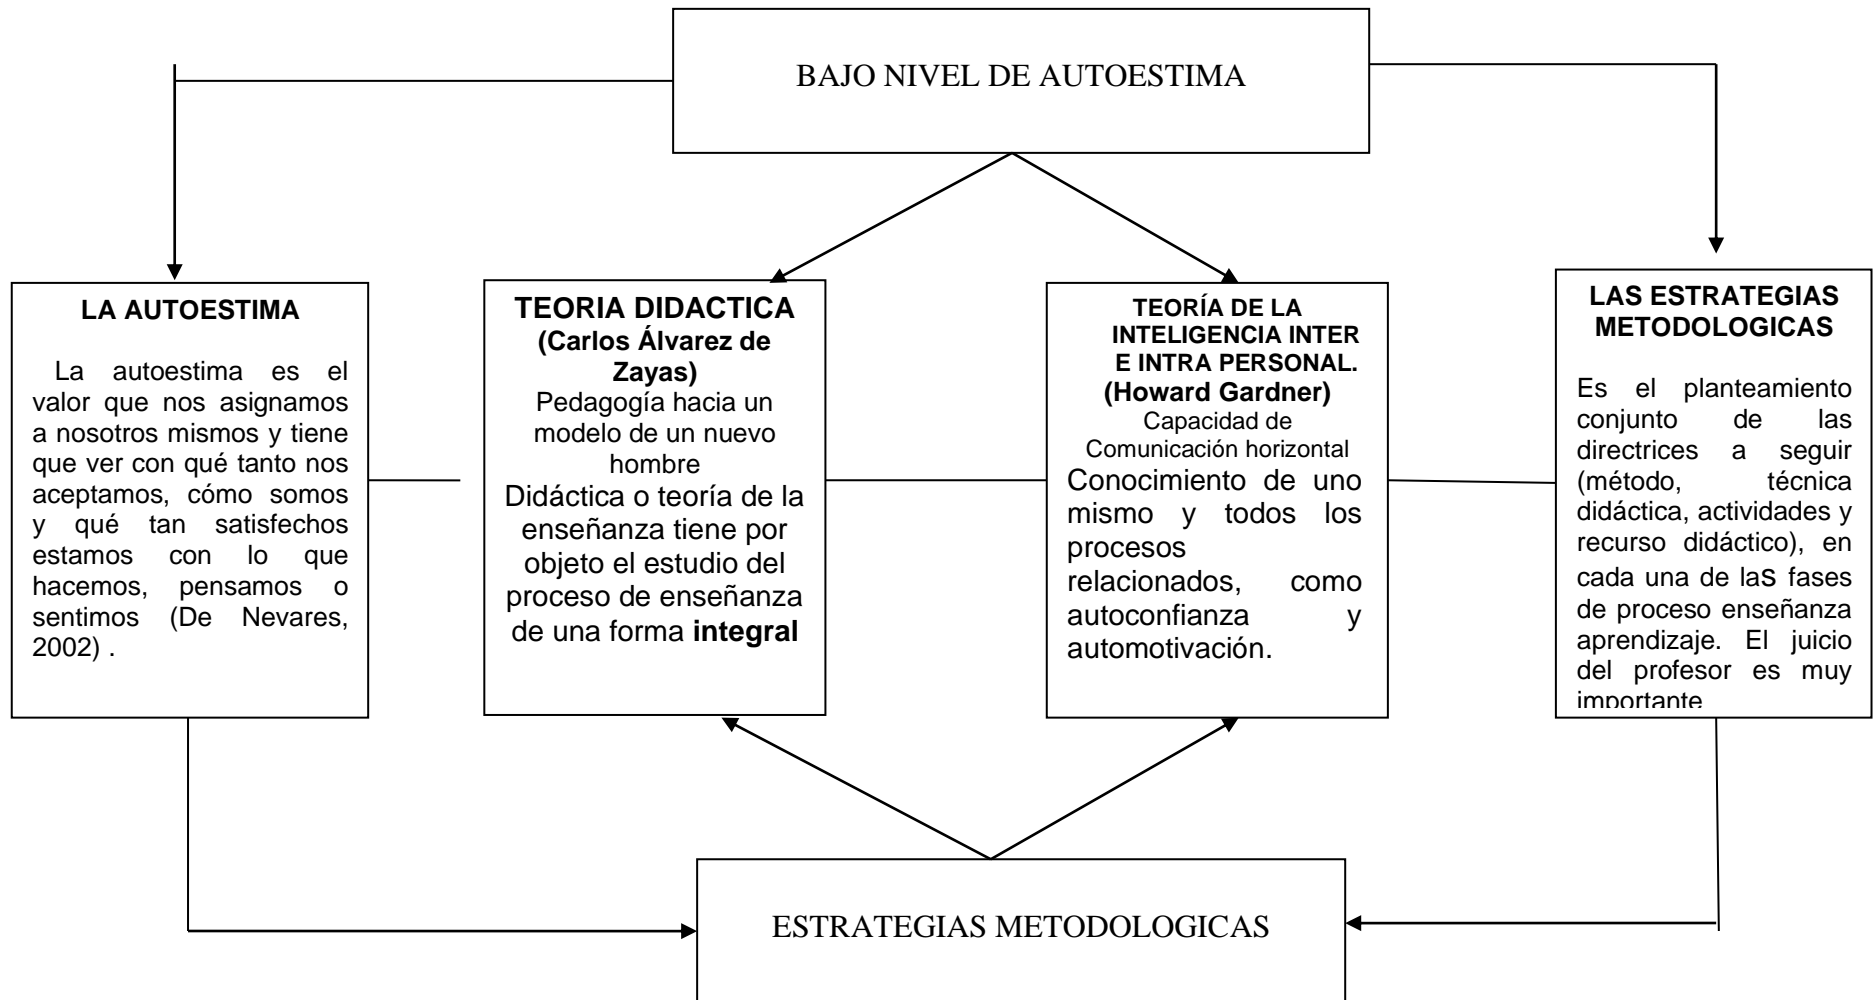 BAJO NIVEL DE AUTOESTIMA
LA AUTOESTIMA
La autoestima es el
valor que nos asignamos
a nosotros mismos y tiene
que ver con qué tanto nos
aceptamos, cómo somos
y qué tan satisfechos
estamos con lo que
hacemos, pensamos o
sentimos (De Nevares,
2002) .
TEORIA DIDACTICA
(Carlos Álvarez de
Zayas)
Pedagogía hacia un
modelo de un nuevo
hombre
Didáctica o teoría de la
enseñanza tiene por
objeto el estudio del
proceso de enseñanza
de una forma integral
TEORÍA DE LA
INTELIGENCIA INTER
E INTRA PERSONAL.
(Howard Gardner)
Capacidad de
Comunicación horizontal
Conocimiento de uno
mismo y todos los
procesos
relacionados, como
autoconfianza y
automotivación.
LAS ESTRATEGIAS
METODOLOGICAS
Es el planteamiento
conjunto de las
directrices a seguir
(método, técnica
didáctica, actividades y
recurso didáctico), en
cada una de las fases
de proceso enseñanza
aprendizaje. El juicio
del profesor es muy
importante
ESTRATEGIAS METODOLOGICAS